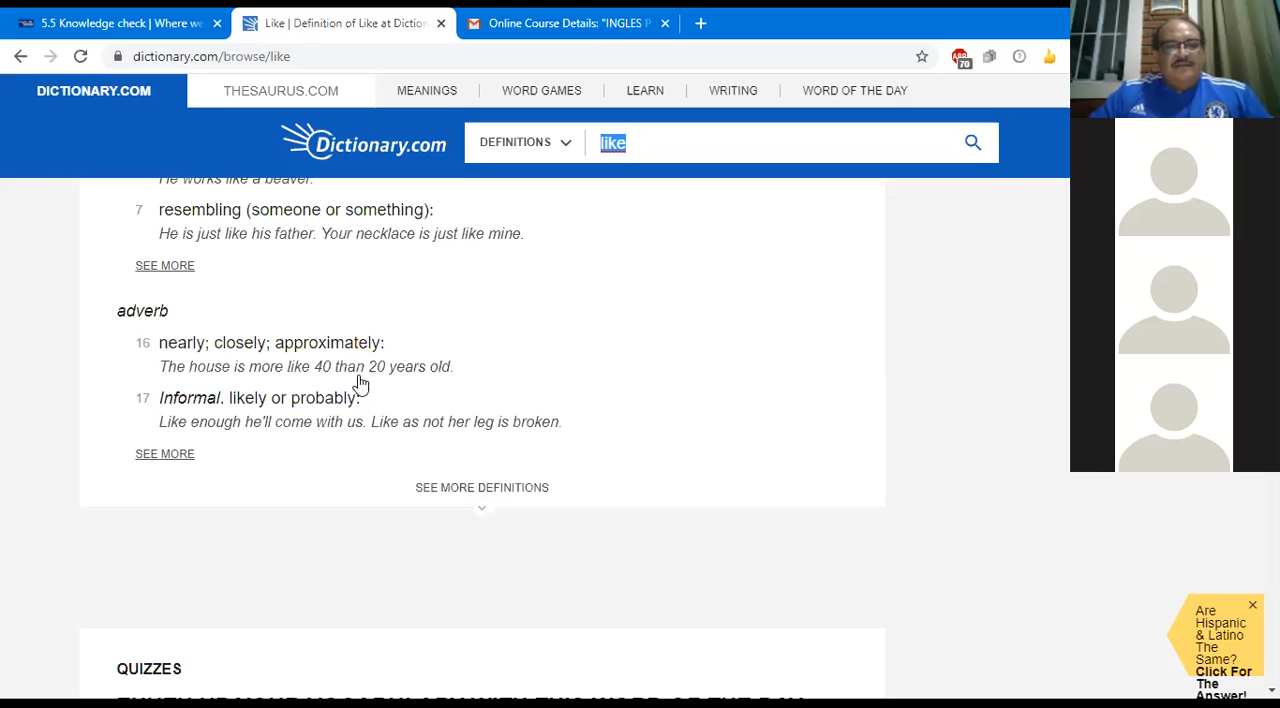 5.5 Knowledge check | Where we
Like | Definition of Like at Diction
Online Course Details: "INGLES P
dictionary.com/browse/like
70
DICTIONARY.COM
THESAURUS.COM
MEANINGS
WORD GAMES
LEARN
WRITING
WORD OF THE DAY
Dictionary.com
DEFINITIONS
like
He works like a beaver.
7 resembling (someone or something):
He is just like his father. Your necklace is just like mine.
SEE MORE
adverb
16 nearly; closely; approximately:
The house is more like 40 than 20 years old.
17 Informal. likely or probably:
Like enough he'll come with us. Like as not her leg is broken.
SEE MORE
SEE MORE DEFINITIONS
QUIZZES
Are
Hispanic
& Latino
The
Same?
Click For
The
Answer!